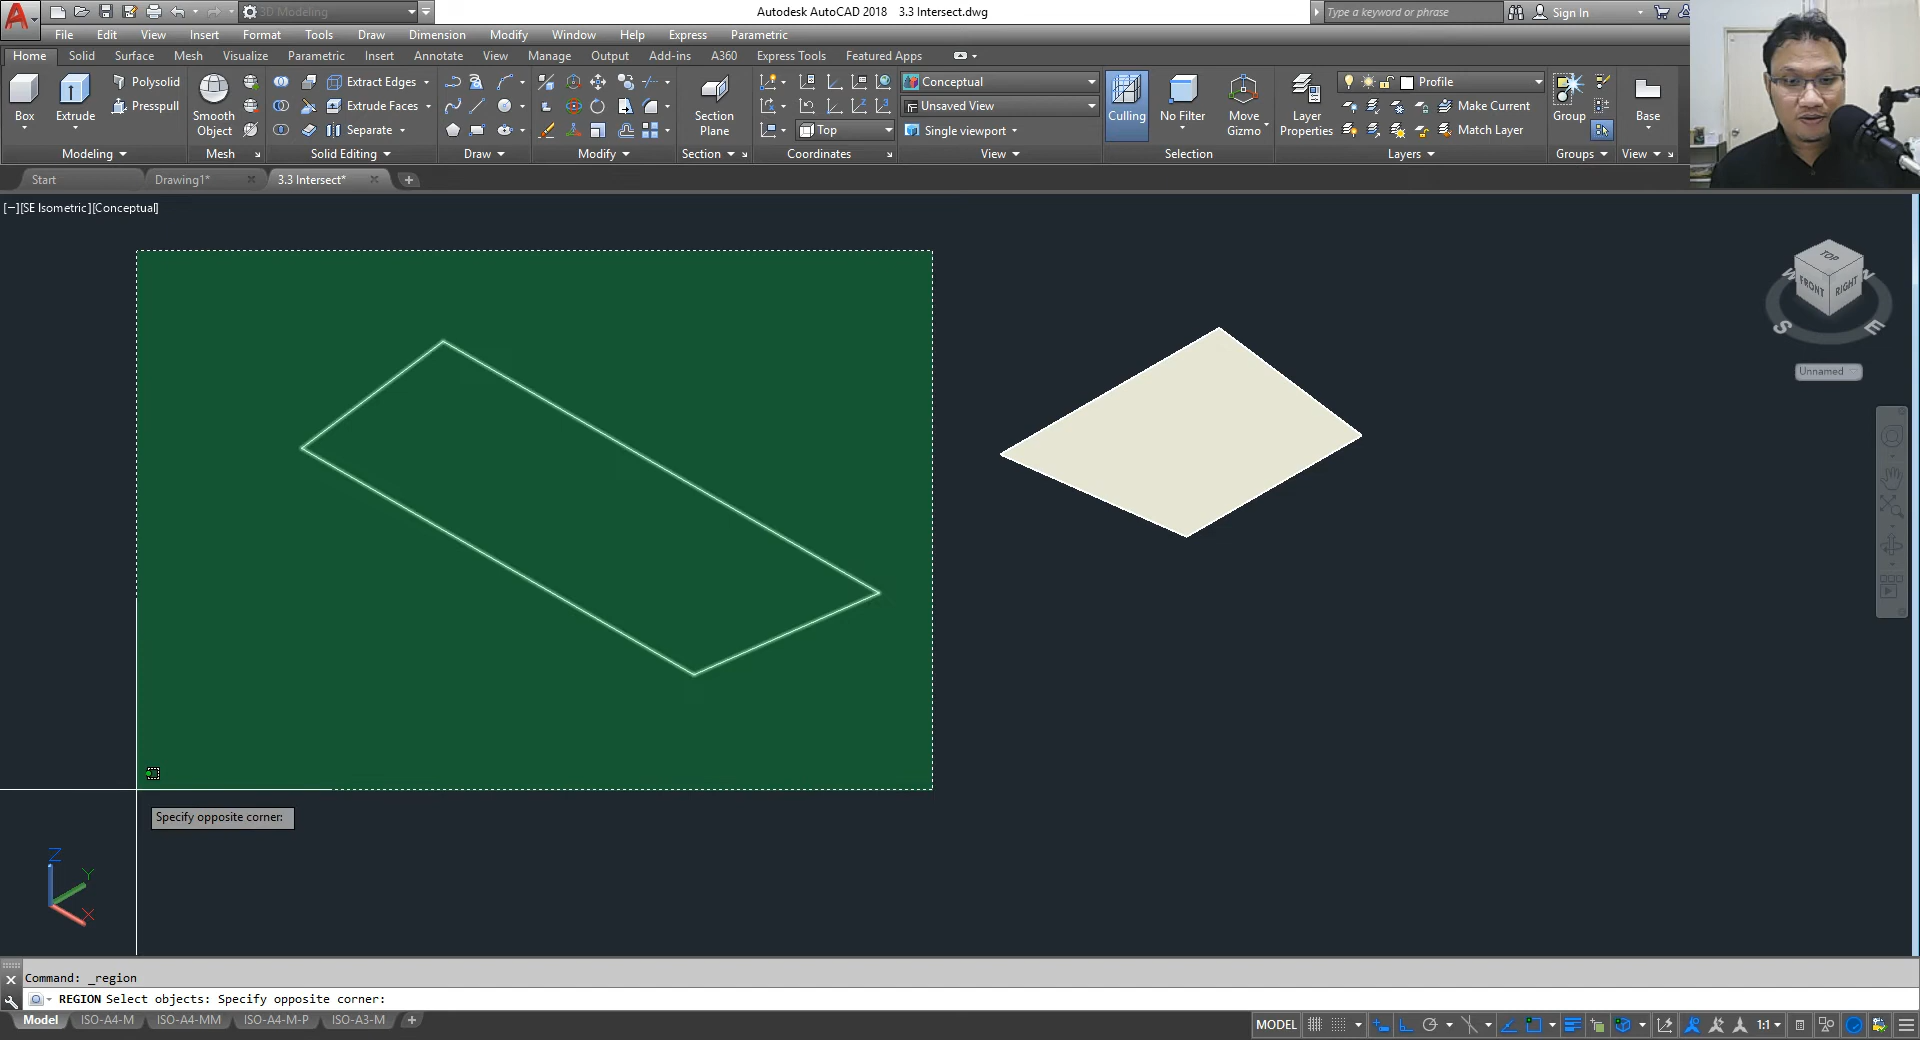 3D Modeling
Autodesk AutoCAD 2018 3.3 Intersect.dwg
Type a keyword or phrase
Sign In
File Edit View Insert Format Tools Draw Dimension Modify Window Help Express Parametric
Home Solid Surface Mesh Visualize Parametric Insert Annotate View Manage Output Add-ins A360 Express Tools Featured Apps
Box
Extrude
Polysolid
Presspull
Modeling
Smooth
Object
Mesh
Extract Edges
Extrude Faces
Separate
Solid Editing
Draw
Modify
Section
Plane
Section
Top
Coordinates
Conceptual
Unsaved View
Single viewport
View
Culling
No Filter
Move
Gizmo
Selection
Layer
Properties
Profile
Make Current
Match Layer
Layers
Group
Groups
Base
View
Start
Drawing1*
3.3 Intersect*
[−][SE Isometric][Conceptual]
TOP
FRONT
RIGHT
W
N
S
E
Unnamed
Specify opposite corner:
Z
Y
X
Command: _region
REGION Select objects: Specify opposite corner:
Model ISO-A4-M ISO-A4-MM ISO-A4-M-P ISO-A3-M
MODEL
1:1